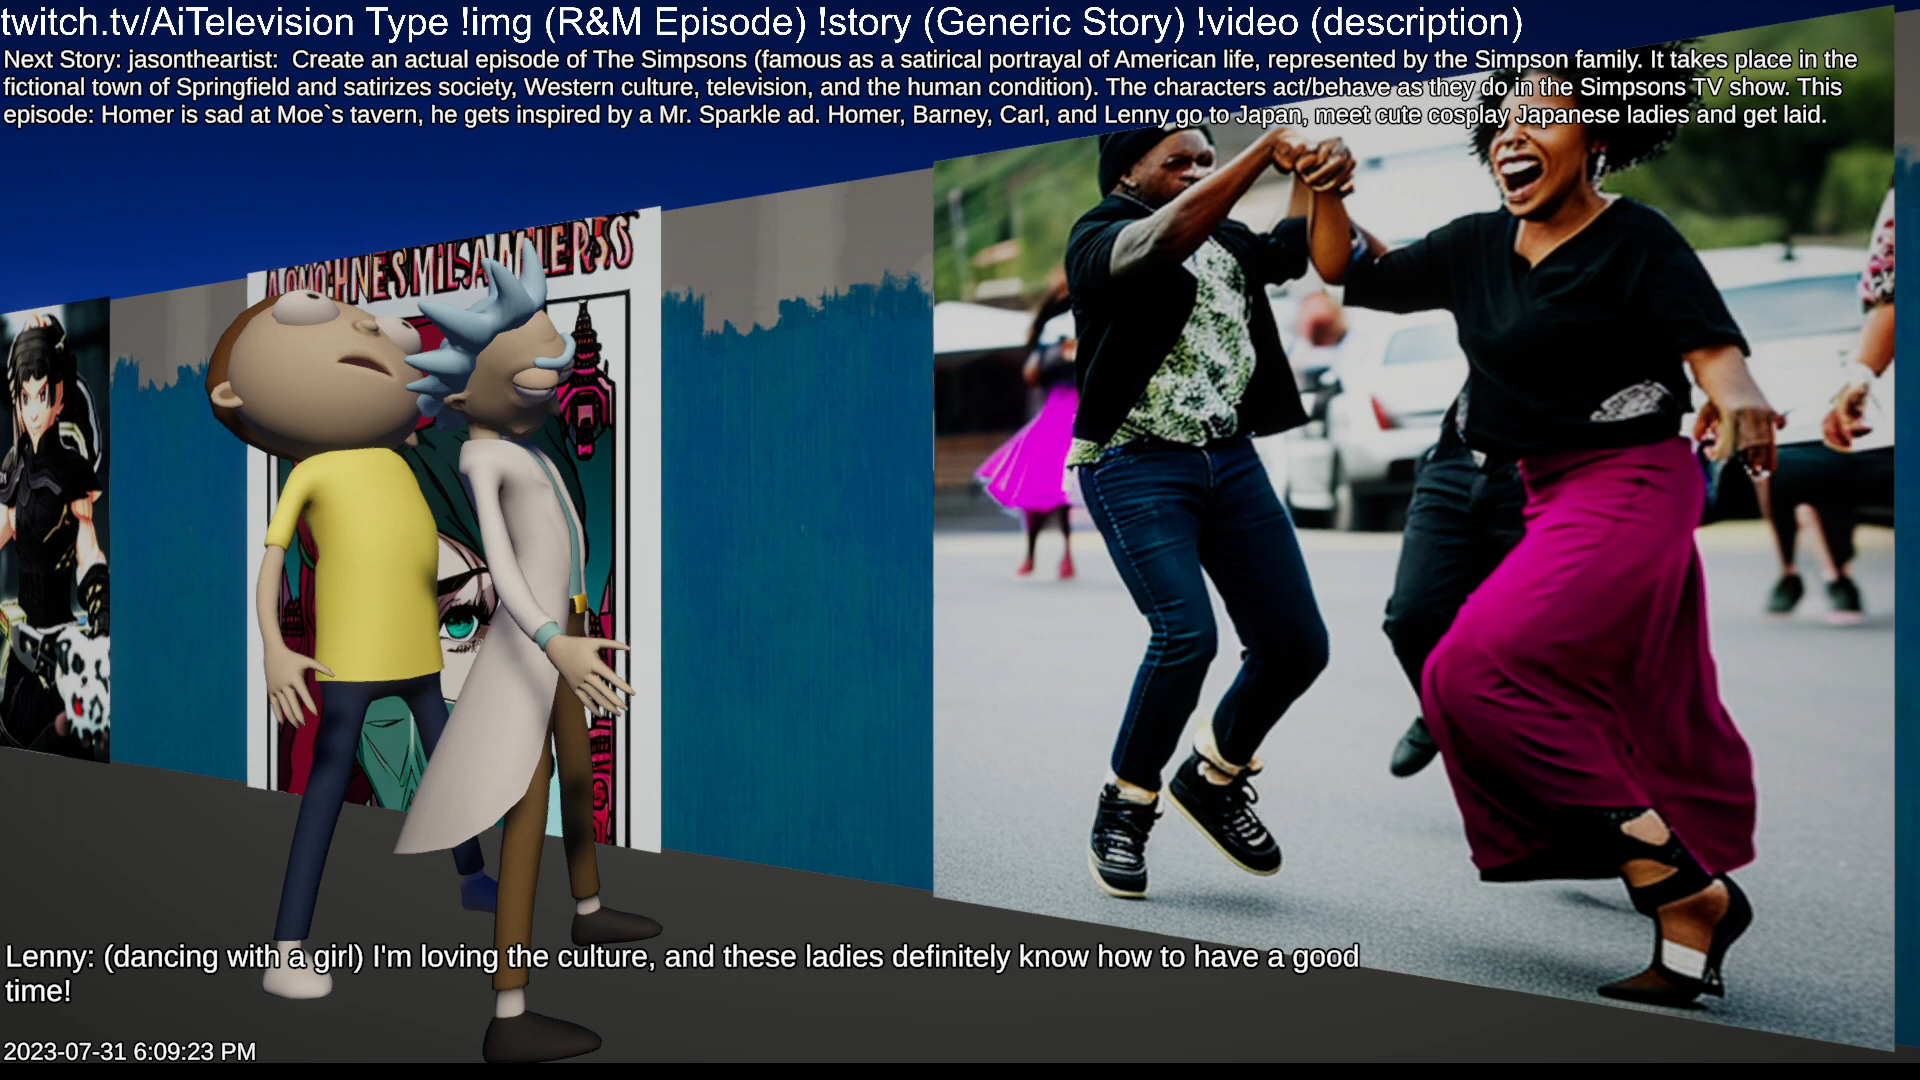 twitch.tv/AiTelevision Type !img (R&M Episode) !story (Generic Story) !video (description)
Next Story: jasontheartist:  Create an actual episode of The Simpsons (famous as a satirical portrayal of American life, represented by the Simpson family. It takes place in the
fictional town of Springfield and satirizes society, Western culture, television, and the human condition). The characters act/behave as they do in the Simpsons TV show. This
episode: Homer is sad at Moe`s tavern, he gets inspired by a Mr. Sparkle ad. Homer, Barney, Carl, and Lenny go to Japan, meet cute cosplay Japanese ladies and get laid.
Lenny: (dancing with a girl) I'm loving the culture, and these ladies definitely know how to have a good
time!
2023-07-31 6:09:23 PM